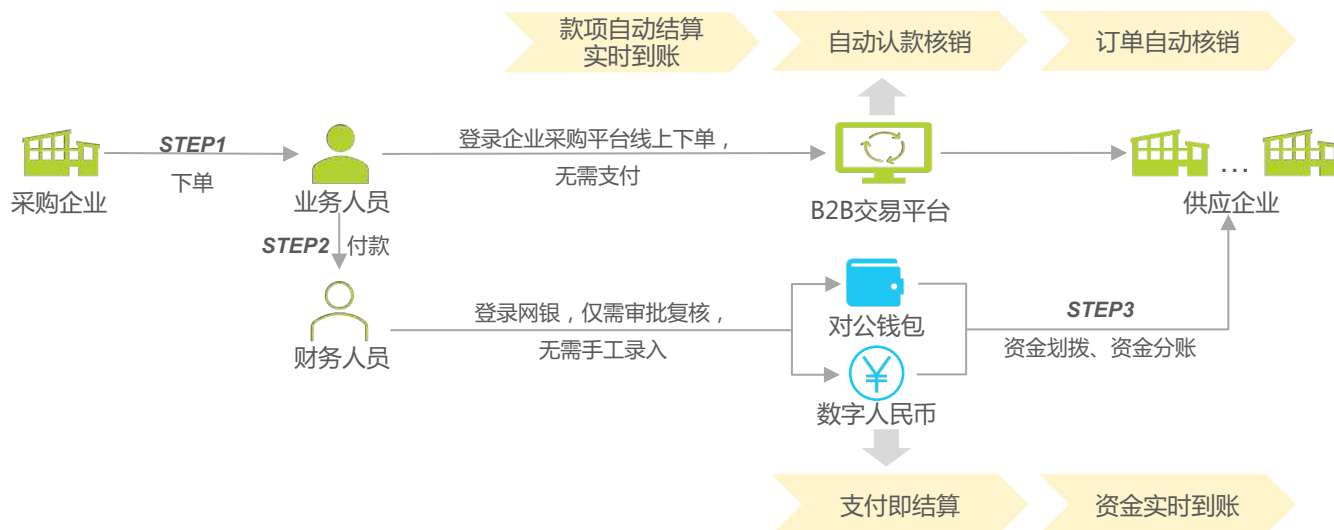 款项自动结算
实时到账
自动认款核销
订单自动核销
STEP1
下单
登录企业采购平台线上下单，
无需支付
采购企业
业务人员
B2B交易平台
...
供应企业
STEP2 付款
登录网银，仅需审批复核，
无需手工录入
财务人员
对公钱包
STEP3
资金划拨、资金分账
¥
数字人民币
支付即结算
资金实时到账